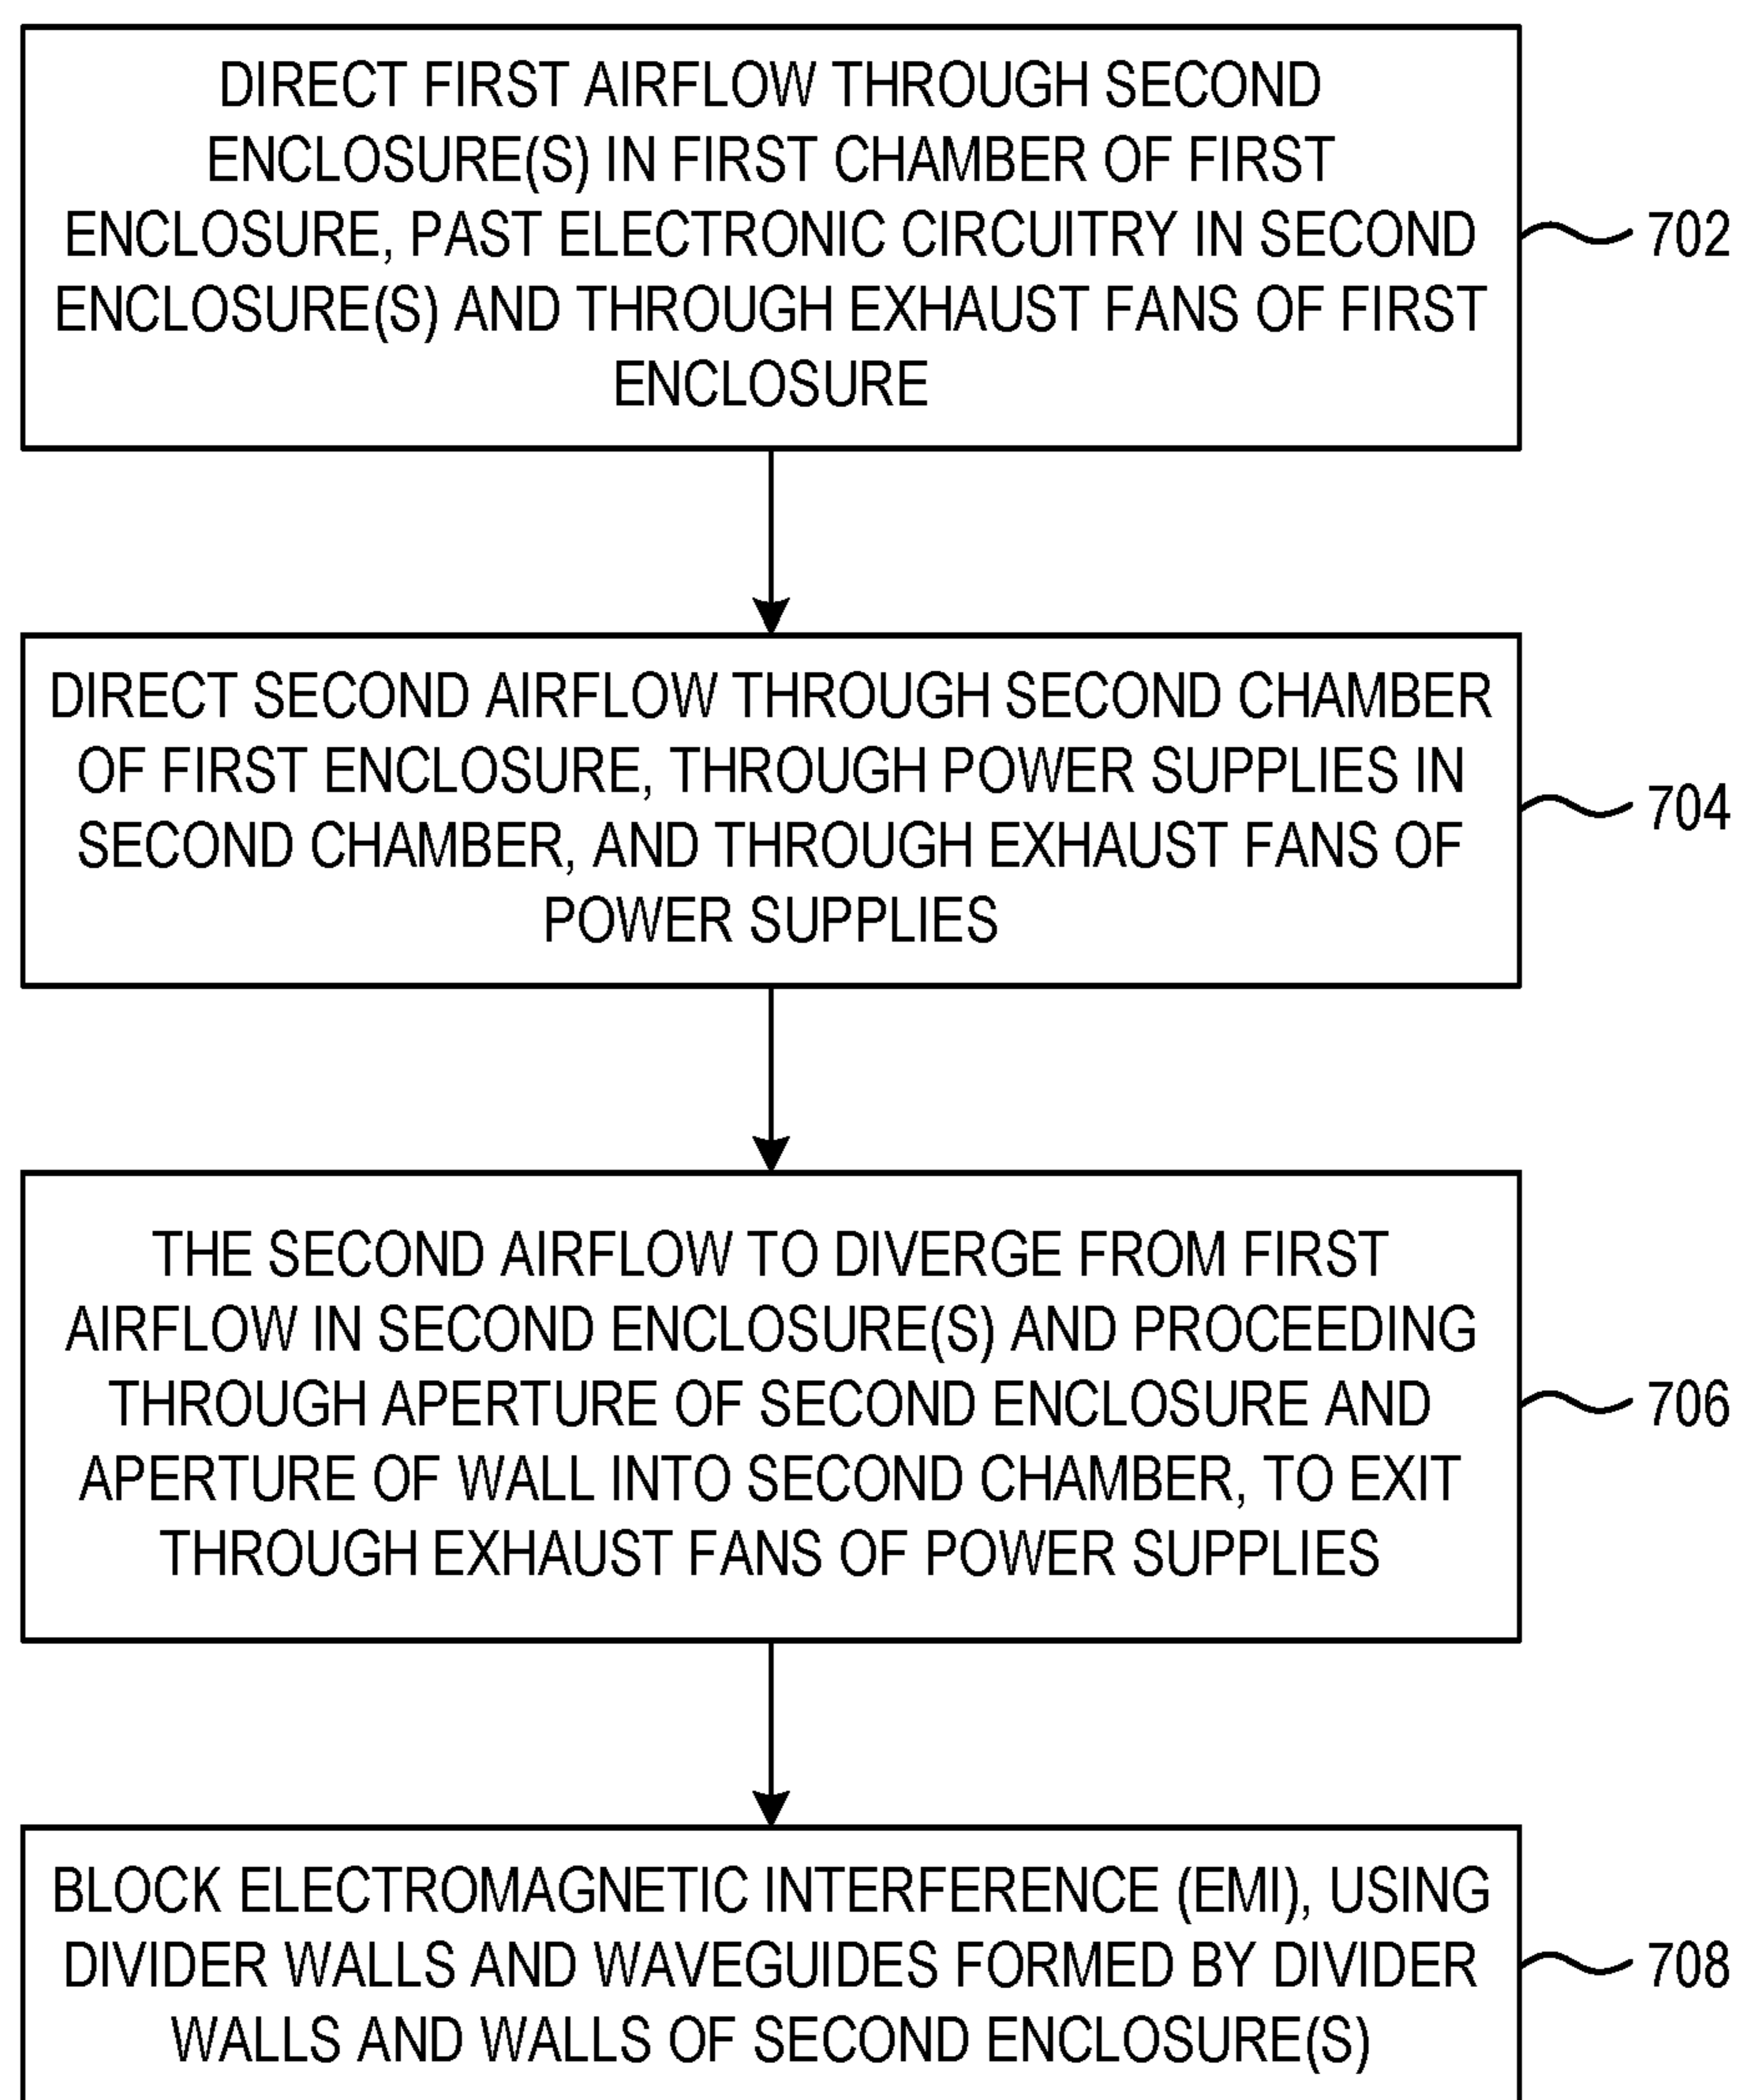 DIRECT FIRST AIRFLOW THROUGH SECOND
ENCLOSURE(S) IN FIRST CHAMBER OF FIRST
ENCLOSURE, PAST ELECTRONIC CIRCUITRY IN SECOND
ENCLOSURE(S) AND THROUGH EXHAUST FANS OF FIRST
ENCLOSURE
702
DIRECT SECOND AIRFLOW THROUGH SECOND CHAMBER
OF FIRST ENCLOSURE, THROUGH POWER SUPPLIES IN
SECOND CHAMBER, AND THROUGH EXHAUST FANS OF
POWER SUPPLIES
704
THE SECOND AIRFLOW TO DIVERGE FROM FIRST
AIRFLOW IN SECOND ENCLOSURE(S) AND PROCEEDING
THROUGH APERTURE OF SECOND ENCLOSURE AND
APERTURE OF WALL INTO SECOND CHAMBER, TO EXIT
THROUGH EXHAUST FANS OF POWER SUPPLIES
706
BLOCK ELECTROMAGNETIC INTERFERENCE (EMI), USING
DIVIDER WALLS AND WAVEGUIDES FORMED BY DIVIDER
WALLS AND WALLS OF SECOND ENCLOSURE(S)
708